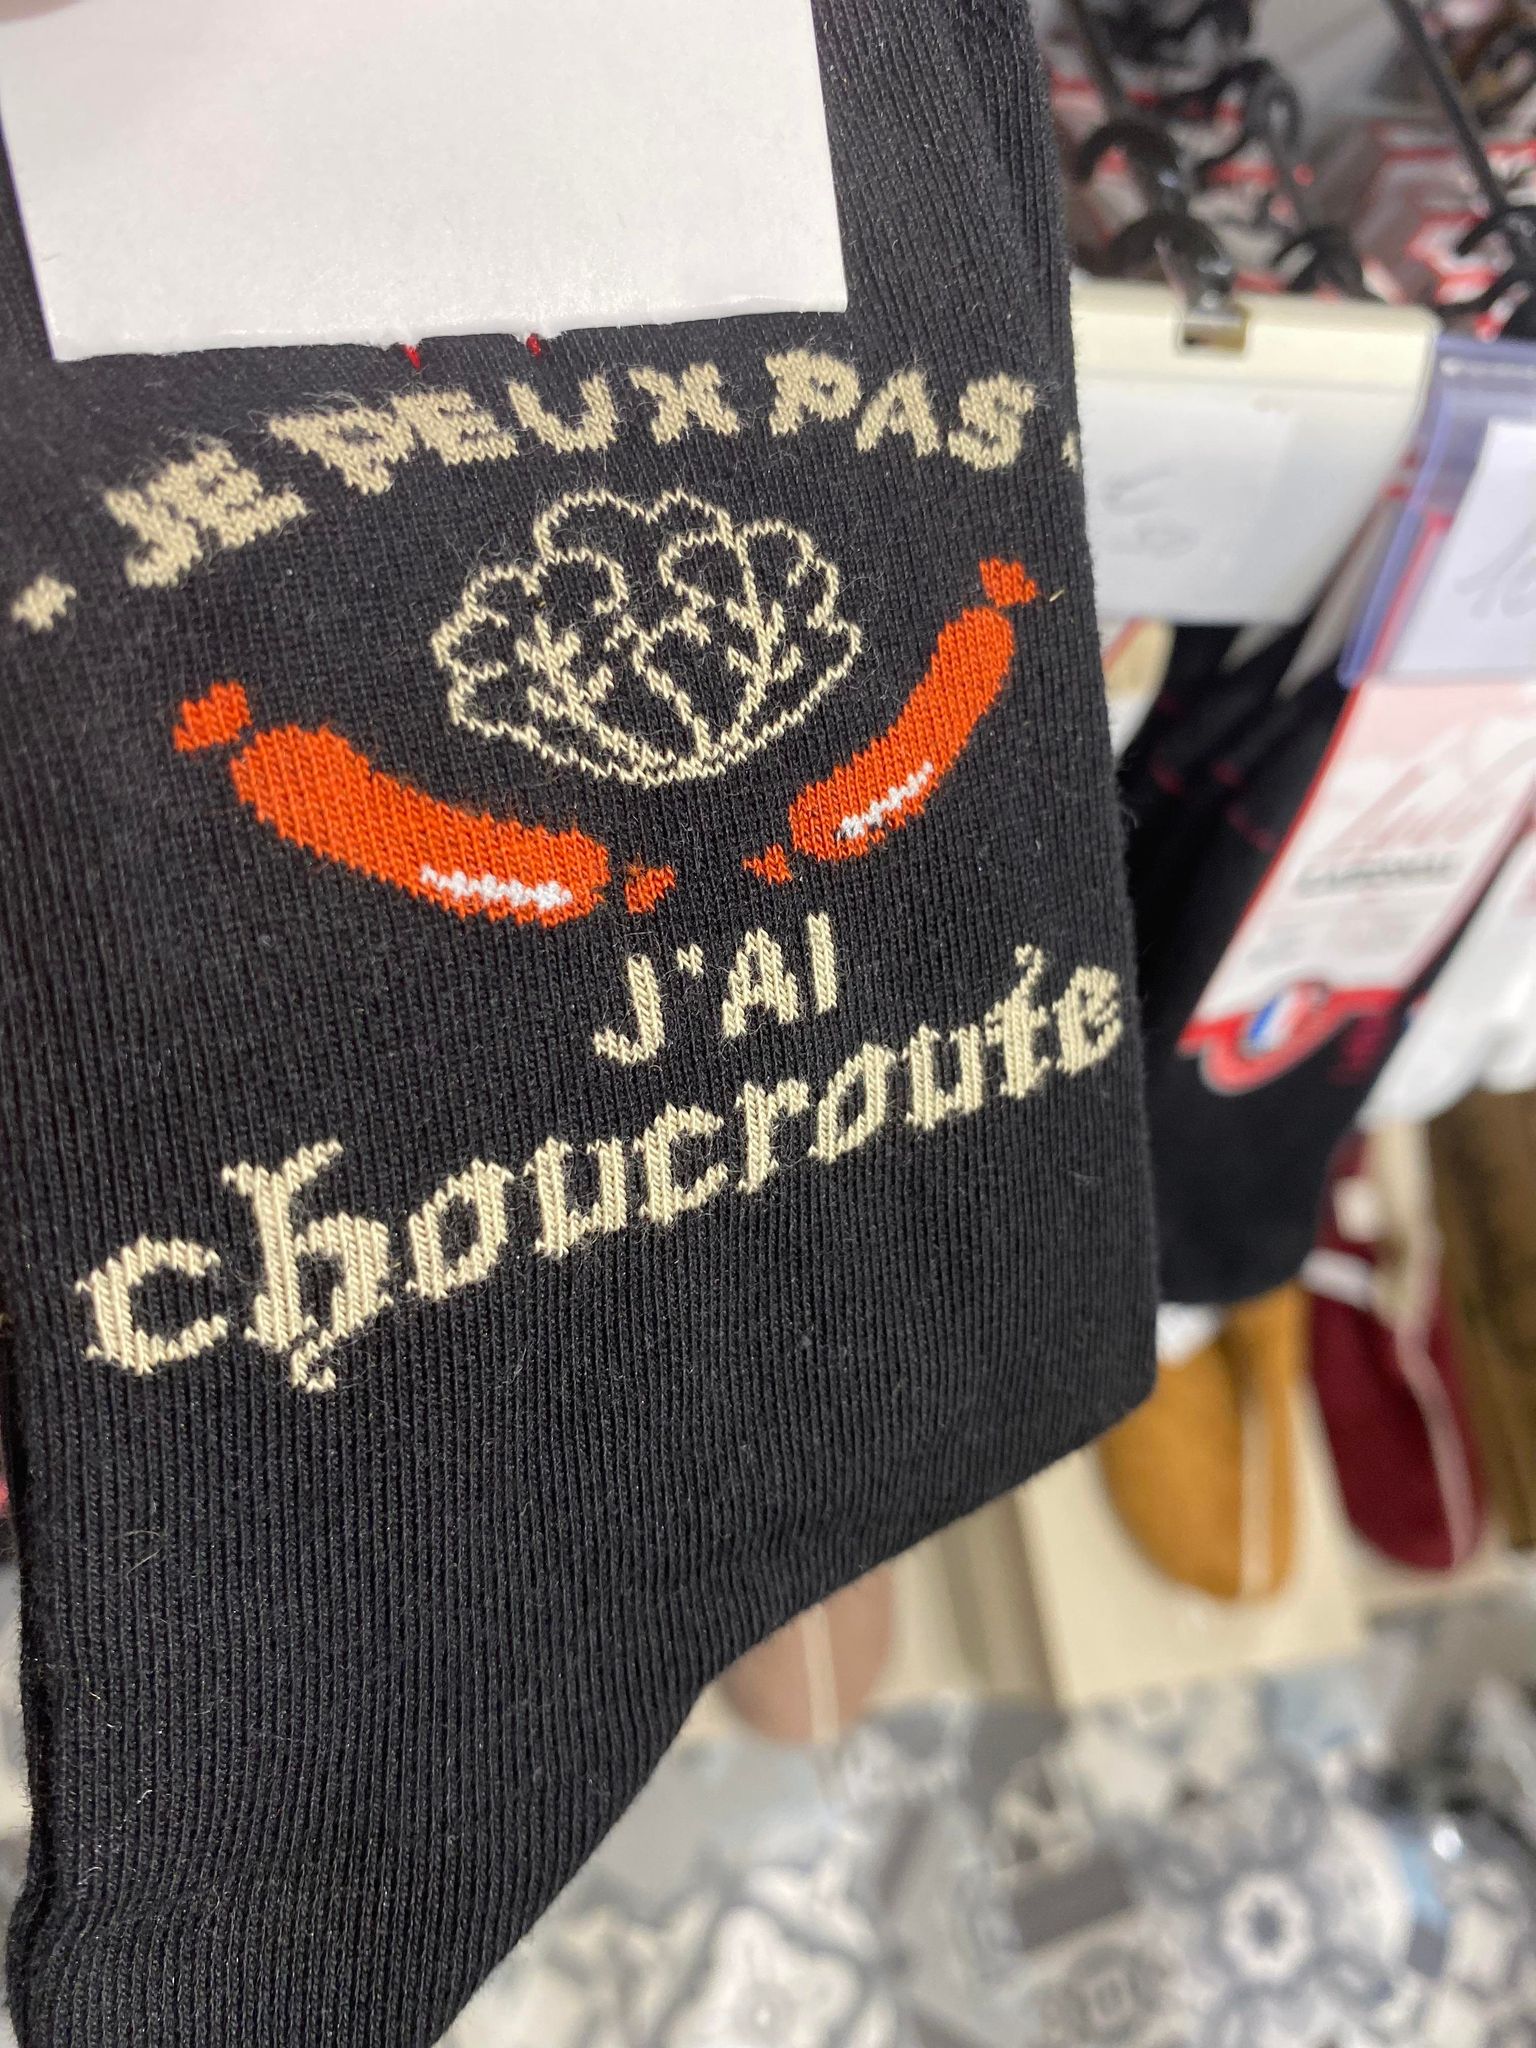 • JE PEUX PAS •
J'AI
choucroute